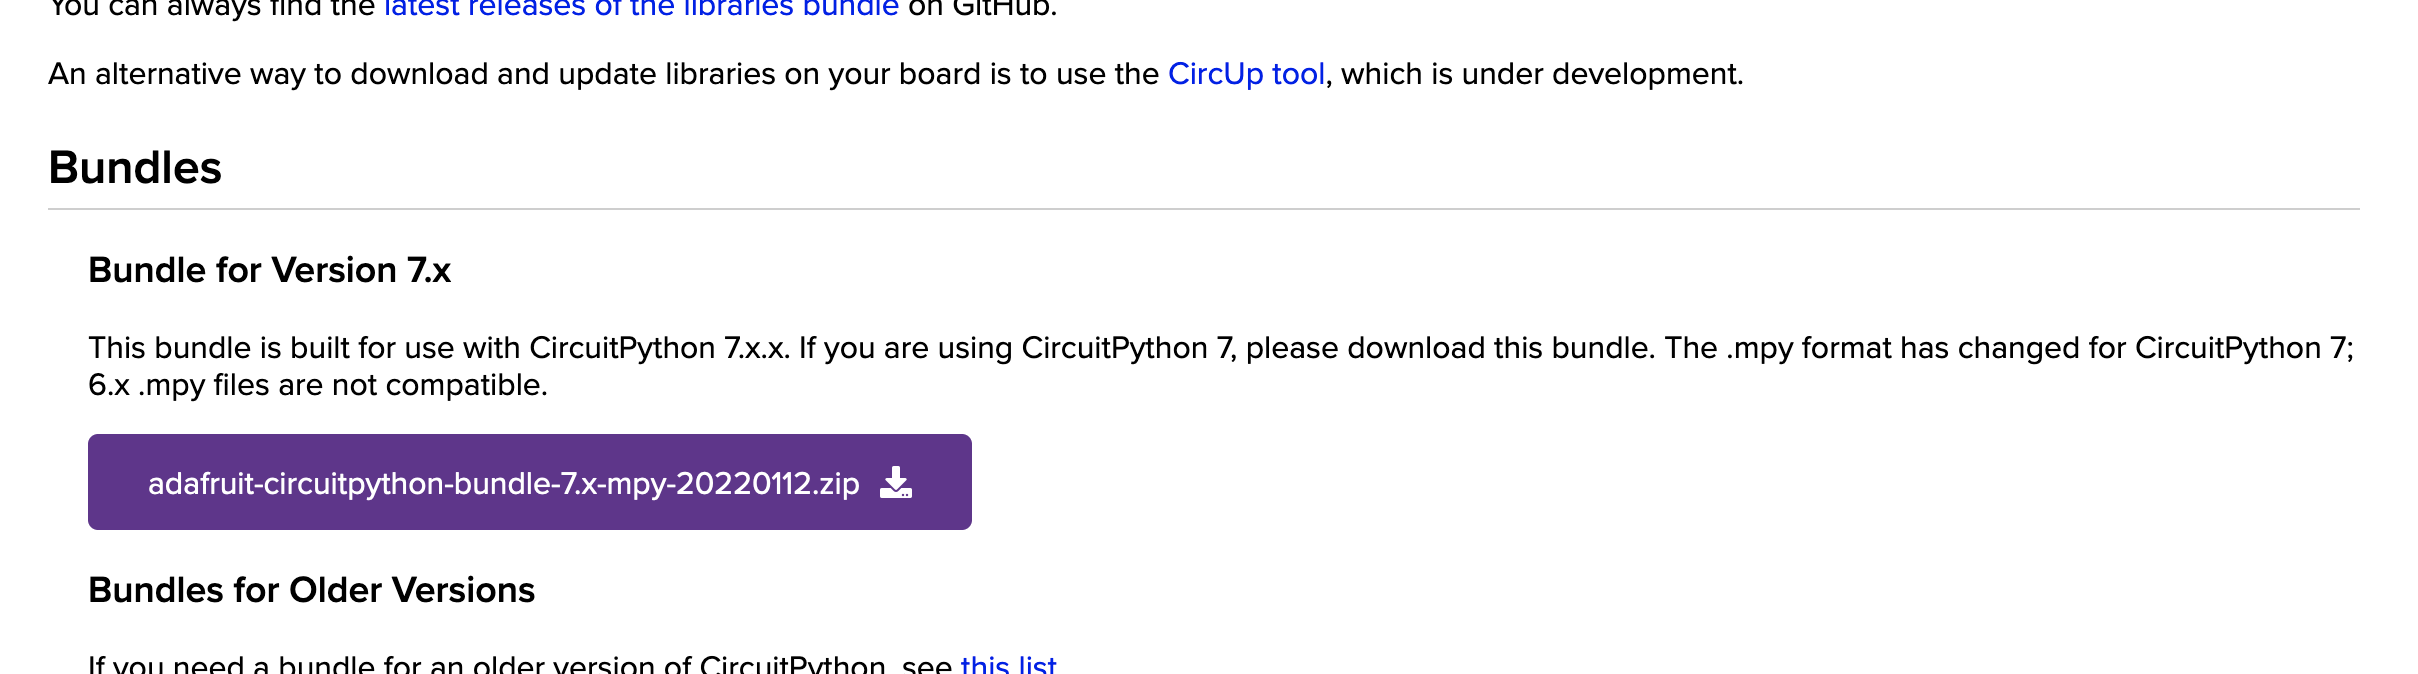 You can always find the latest releases of the libraries bundle on GitHub.
An alternative way to download and update libraries on your board is to use the CircUp tool, which is under development.
Bundles
Bundle for Version 7.x
This bundle is built for use with CircuitPython 7.x.x. If you are using CircuitPython 7, please download this bundle. The .mpy format has changed for CircuitPython 7;
6.x .mpy files are not compatible.
adafruit-circuitpython-bundle-7.x-mpy-20220112.zip
Bundles for Older Versions
If you need a bundle for an older version of CircuitPython, see this list